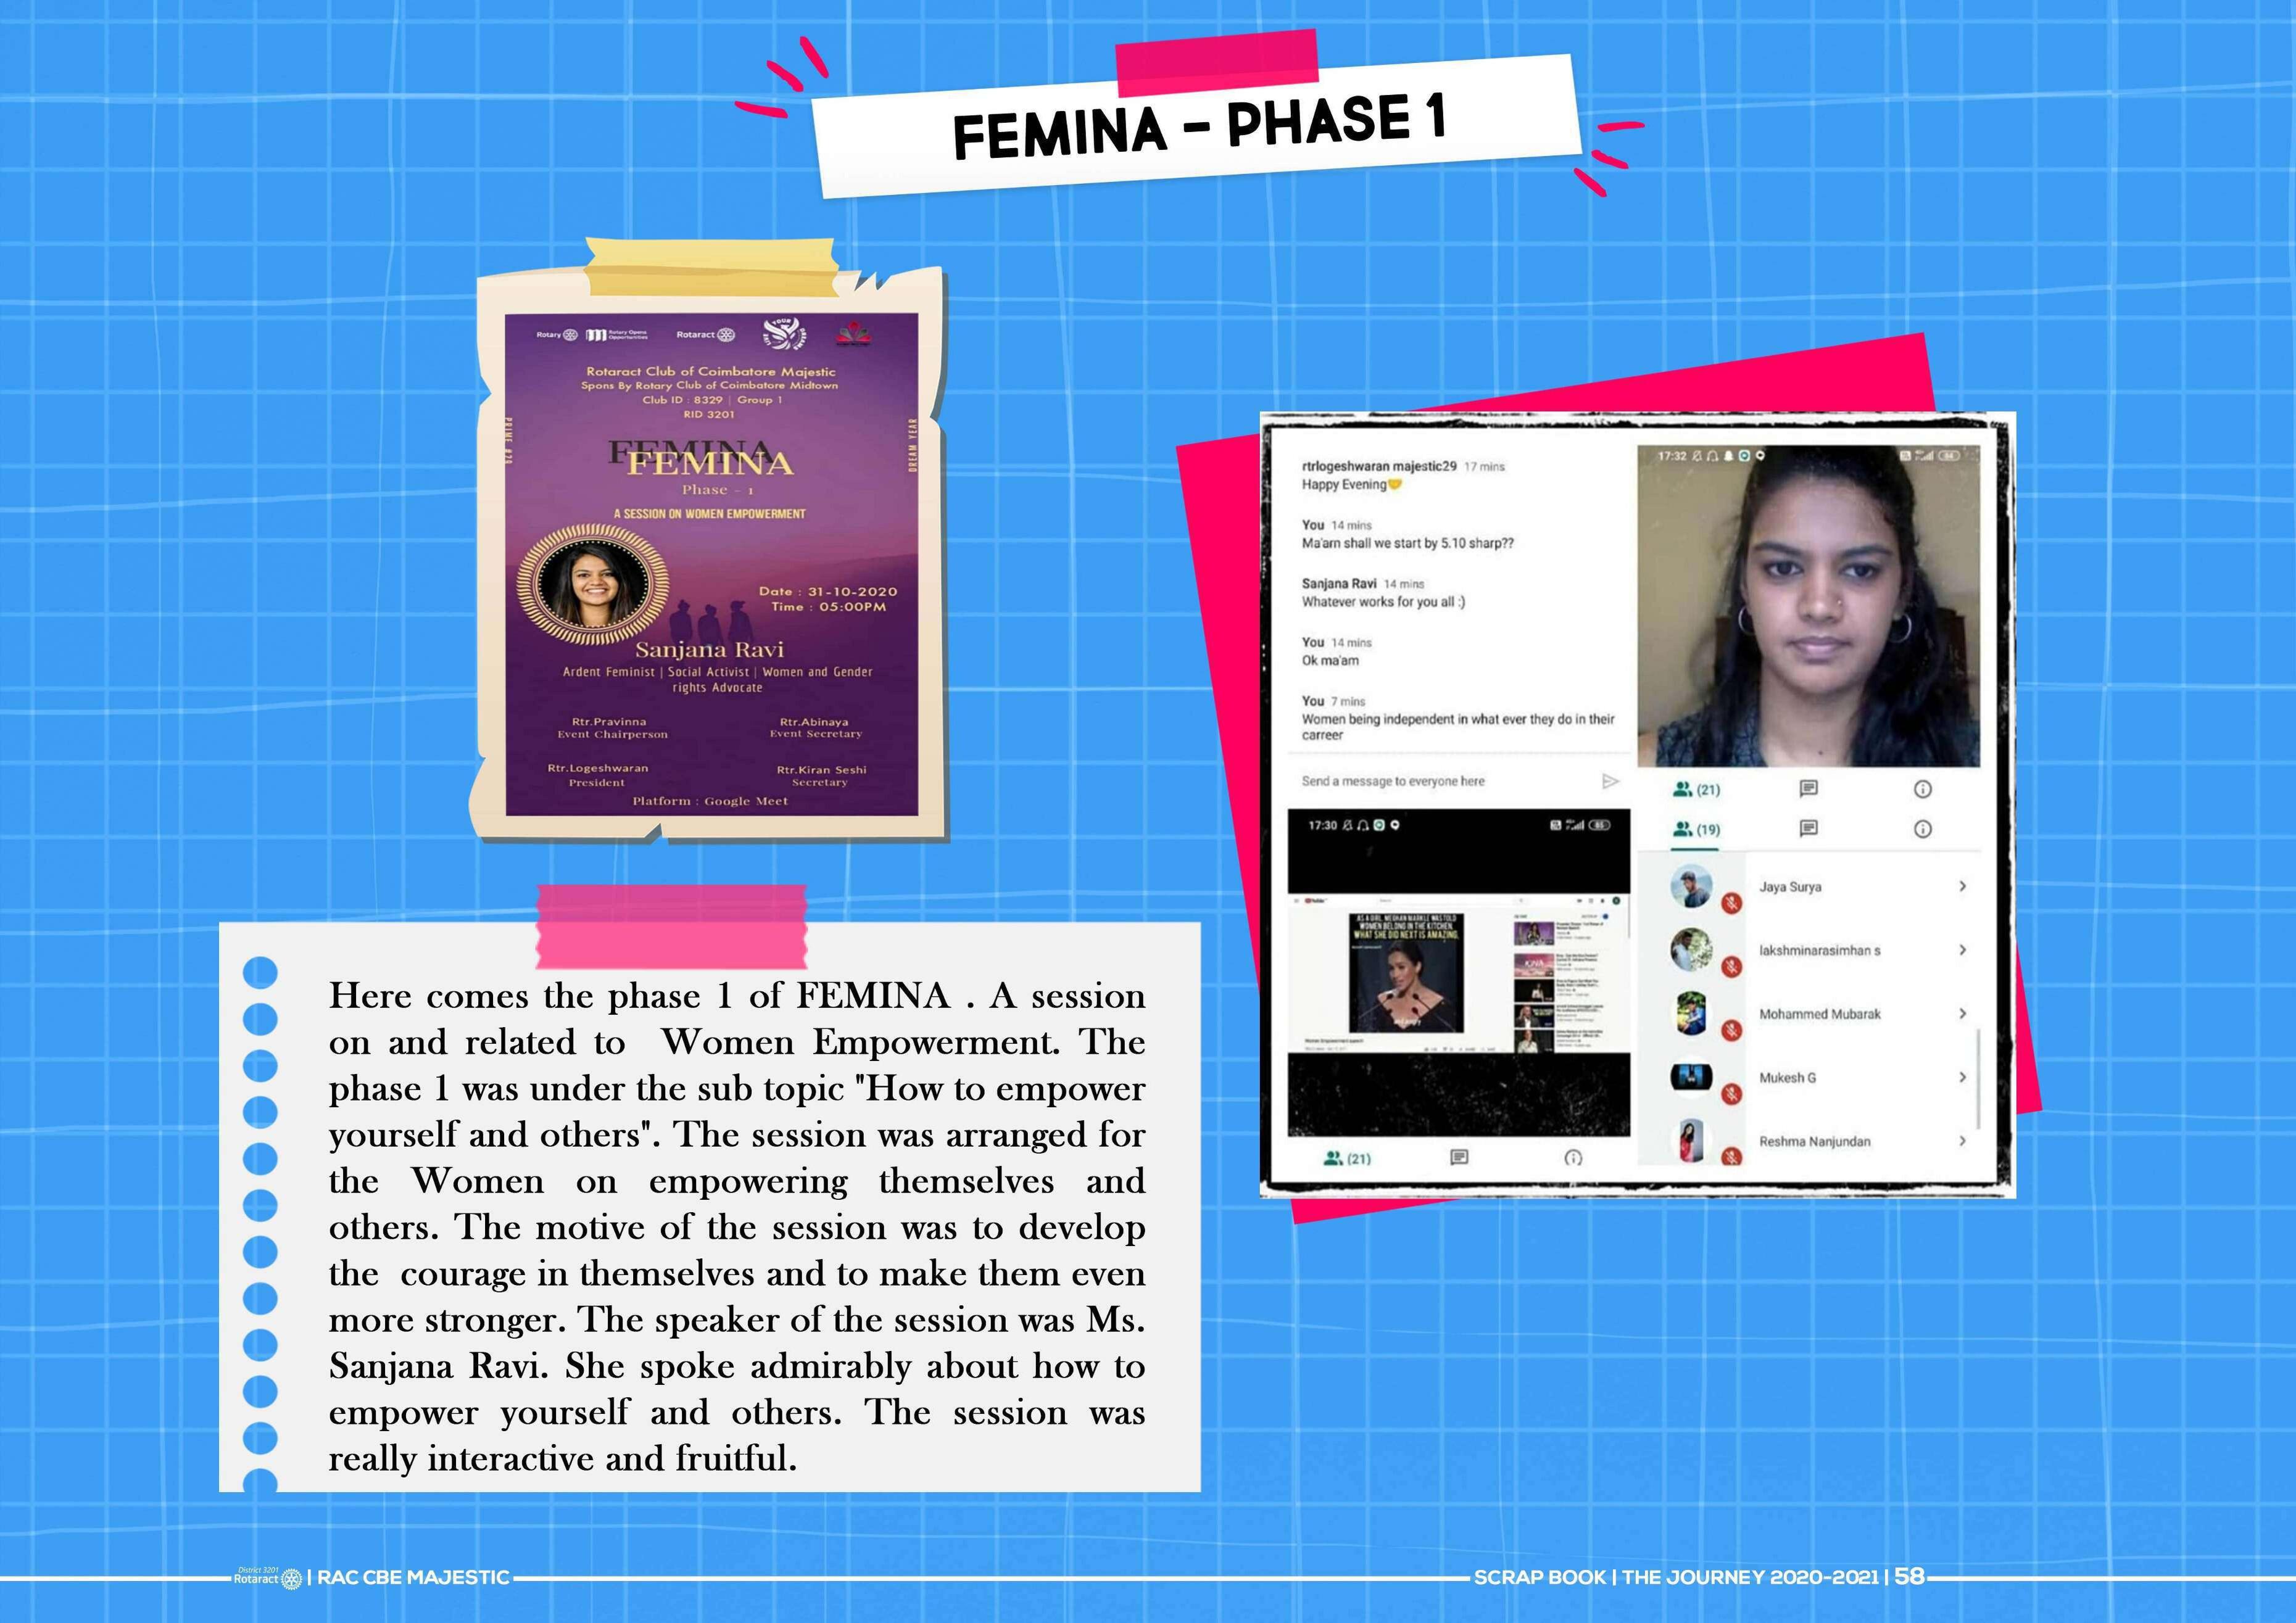 FEMINA - PHASE 1
Rotary
Rotary Opens
Opportunities
Rotaract
Rotaract Club of Coimbatore Majestic
Spons By Rotary Club of Coimbatore Midtown
Club ID : 8329 | Group 1
RID 3201
DREAM YEAR
FEMINA
FEMINA
Phase - 1
A SESSION ON WOMEN EMPOWERMENT
Date : 31-10-2020
Time : 05:00PM
Sanjana Ravi
Ardent Feminist | Social Activist | Women and Gender
rights Advocate
Rtr.Pravinna
Event Chairperson
Rtr.Abinaya
Event Secretary
Rtr.Logeshwaran
President
Rtr.Kiran Seshi
Secretary
Platform : Google Meet
Here comes the phase 1 of FEMINA . A session
on and related to Women Empowerment. The
phase 1 was under the sub topic "How to empower
yourself and others". The session was arranged for
the Women on empowering themselves and
others. The motive of the session was to develop
the courage in themselves and to make them even
more stronger. The speaker of the session was Ms.
Sanjana Ravi. She spoke admirably about how to
empower yourself and others. The session was
really interactive and fruitful.
rtrlogeshwaran majestic29 17 mins
Happy Evening
You 14 mins
Ma'am shall we start by 5.10 sharp??
Sanjana Ravi 14 mins
Whatever works for you all :)
You 14 mins
Ok ma'am
You 7 mins
Women being independent in what ever they do in their
carreer
Send a message to everyone here
17:32
(21)
(19)
17:30
AS A GIRL, MEGHAN MARKLE WAS TOLD
WOMEN BELONG IN THE KITCHEN.
WHAT SHE DID NEXT IS AMAZING.
(21)
Jaya Surya
lakshminarasimhan s
Mohammed Mubarak
Mukesh G
Reshma Nanjundan
District 3201
Rotaract | RAC CBE MAJESTIC
SCRAP BOOK | THE JOURNEY 2020-2021 | 58